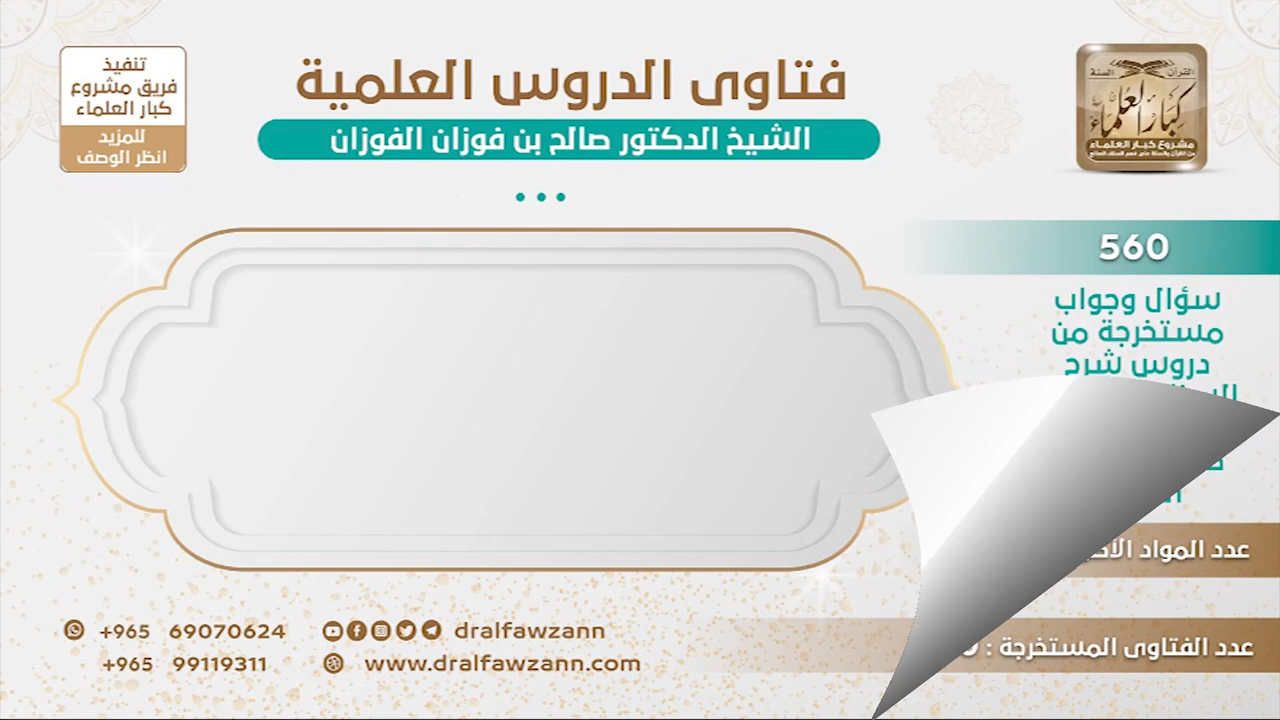 تنفيذ
فريق مشروع
كبار العلماء
للمزيد
انظر الوصف
فتاوى الدروس العلمية
الشيخ الدكتور صالح بن فوزان الفوزان
القرآن السنة
كبار العلماء
مشروع كبار العلماء
560
سؤال وجواب
مستخرجة من
دروس شرح
عدد المواد
عدد الفتاوى المستخرجة :
+965 69070624
+965 99119311
dralfawzann
www.dralfawzann.com